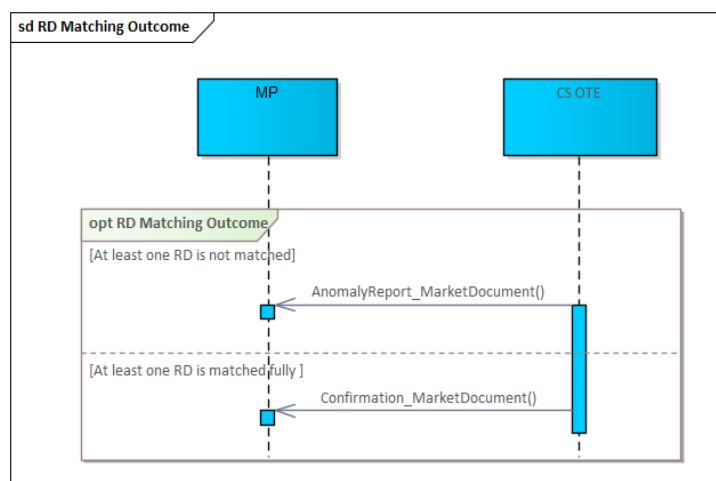 sd RD Matching Outcome
MP
CS OTE
opt RD Matching Outcome
[At least one RD is not matched]
AnomalyReport_MarketDocument()
[At least one RD is matched fully ]
Confirmation_MarketDocument()